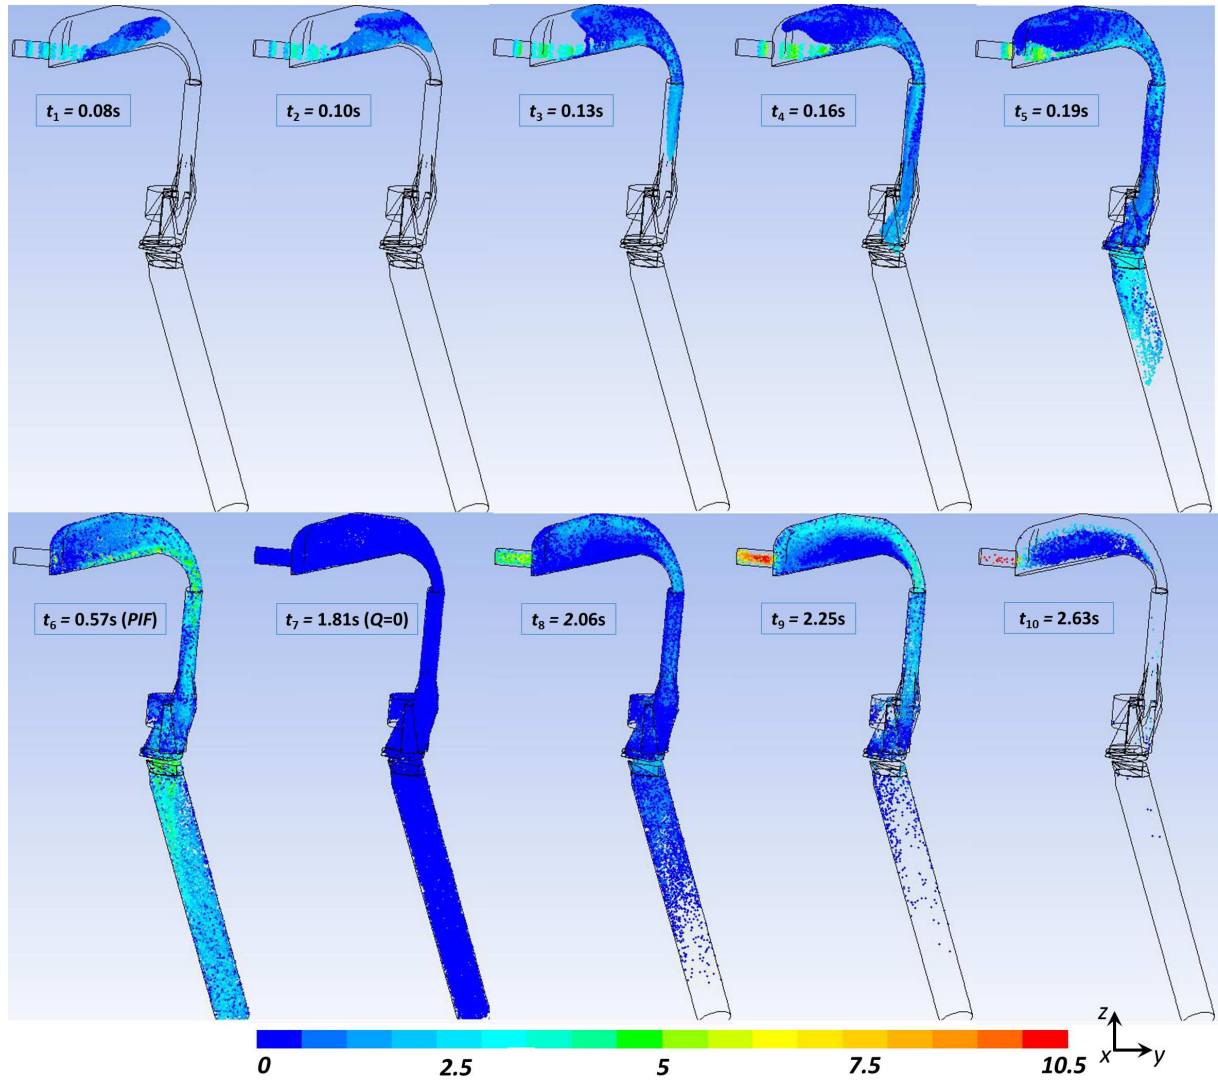 t₁ = 0.08s
t₂ = 0.10s
t₃ = 0.13s
t₄ = 0.16s
t₅ = 0.19s
t₆ = 0.57s (PIF)
t₇ = 1.81s (Q=0)
t₈ = 2.06s
t₉ = 2.25s
t₁₀ = 2.63s
0 2.5 5 7.5 10.5
z
x y